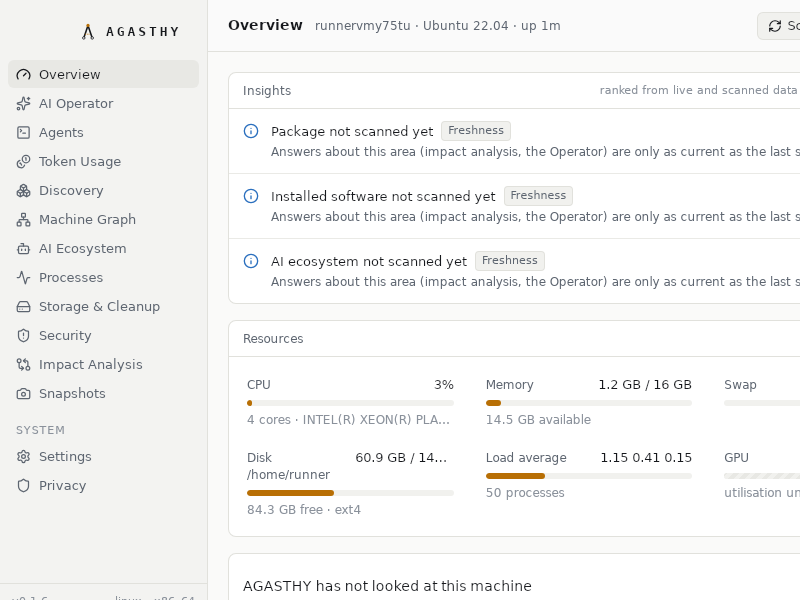 AGASTHY
Overview
AI Operator
Agents
Token Usage
Discovery
Machine Graph
AI Ecosystem
Processes
Storage & Cleanup
Security
Impact Analysis
Snapshots
SYSTEM
Settings
Privacy
Overview runnervmy75tu · Ubuntu 22.04 · up 1m
Insights ranked from live and scanned data
Package not scanned yet Freshness
Answers about this area (impact analysis, the Operator) are only as current as the last s
Installed software not scanned yet Freshness
Answers about this area (impact analysis, the Operator) are only as current as the last s
AI ecosystem not scanned yet Freshness
Answers about this area (impact analysis, the Operator) are only as current as the last s
Resources
CPU 3%
4 cores · INTEL(R) XEON(R) PLA...
Memory 1.2 GB / 16 GB
14.5 GB available
Swap
Disk 60.9 GB / 14...
/home/runner
84.3 GB free · ext4
Load average 1.15 0.41 0.15
50 processes
GPU
utilisation un
AGASTHY has not looked at this machine